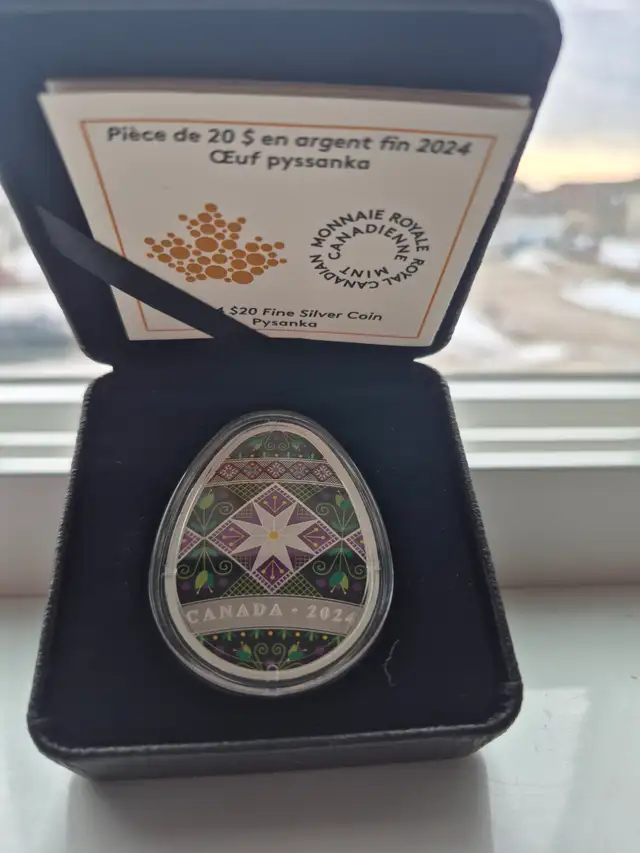 Pièce de 20 $ en argent fin 2024
Œuf pyssanka
MONNAIE ROYALE CANADIENNE
ROYAL CANADIAN MINT
$20 Fine Silver Coin
Pysanka
CANADA · 2024